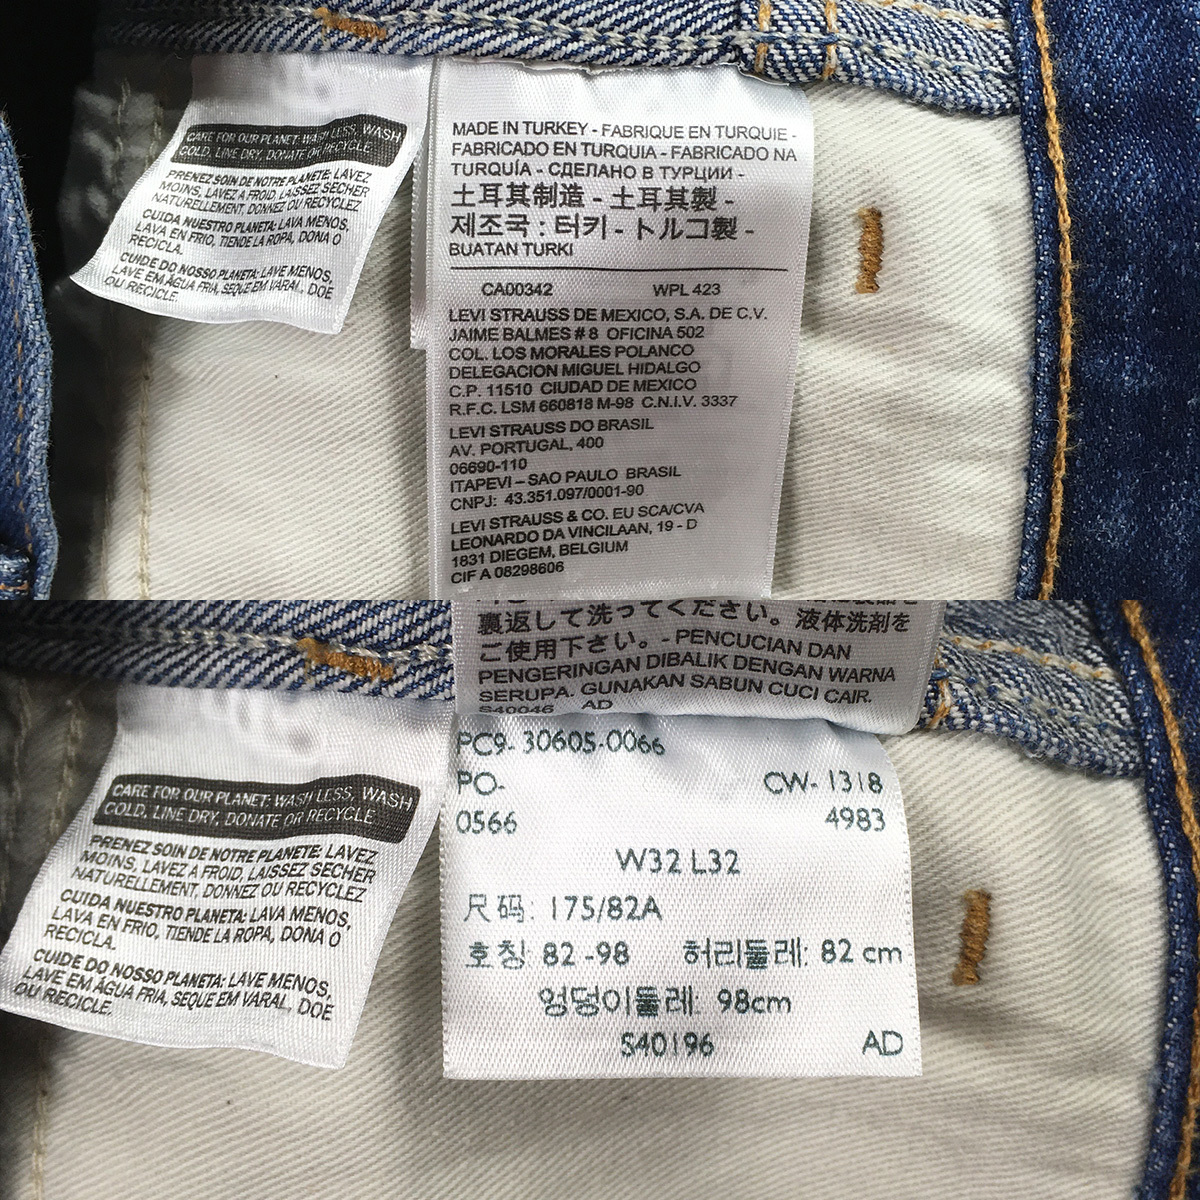 CARE FOR OUR PLANET: WASH LESS, WASH
COLD, LINE DRY, DONATE OR RECYCLE
PRENEZ SOIN DE NOTRE PLANETE: LAVEZ
MOINS, LAVEZ A FROID, LAISSEZ SECHER
NATURELLEMENT, DONNEZ OU RECYCLEZ
CUIDA NUESTRO PLANETA: LAVA MENOS,
LAVA EN FRIO, TIENDE LA ROPA, DONA O
RECICLA.
CUIDE DO NOSSO PLANETA: LAVE MENOS,
LAVE EM ÁGUA FRIA, SEQUE EM VARAL, DOE
OU RECICLE.
MADE IN TURKEY - FABRIQUE EN TURQUIE -
FABRICADO EN TURQUIA - FABRICADO NA
TURQUÍA - СДЕЛАНО В ТУРЦИИ -
土耳其制造 - 土耳其製 -
제조국 : 터키 - トルコ製 -
BUATAN TURKI
CA00342 WPL 423
LEVI STRAUSS DE MEXICO, S.A. DE C.V.
JAIME BALMES # 8 OFICINA 502
COL. LOS MORALES POLANCO
DELEGACION MIGUEL HIDALGO
C.P. 11510 CIUDAD DE MEXICO
R.F.C. LSM 660818 M-98 C.N.I.V. 3337
LEVI STRAUSS DO BRASIL
AV. PORTUGAL, 400
06690-110
ITAPEVI – SAO PAULO BRASIL
CNPJ: 43.351.097/0001-90
LEVI STRAUSS & CO. EU SCA/CVA
LEONARDO DA VINCILAAN, 19 - D
1831 DIEGEM, BELGIUM
CIF A 08298606
裏返して洗ってください。液体洗剤を
ご使用下さい。- PENCUCIAN DAN
PENGERINGAN DIBALIK DENGAN WARNA
SERUPA. GUNAKAN SABUN CUCI CAIR.
S40046 AD
CARE FOR OUR PLANET: WASH LESS, WASH
COLD, LINE DRY, DONATE OR RECYCLE
PRENEZ SOIN DE NOTRE PLANETE: LAVEZ
MOINS, LAVEZ A FROID, LAISSEZ SECHER
NATURELLEMENT, DONNEZ OU RECYCLEZ
CUIDA NUESTRO PLANETA: LAVA MENOS,
LAVA EN FRIO, TIENDE LA ROPA, DONA O
RECICLA.
CUIDE DO NOSSO PLANETA: LAVE MENOS,
LAVE EM ÁGUA FRIA, SEQUE EM VARAL, DOE
OU RECICLE.
PC9- 30605-0066
PO- CW- 1318
0566 4983
W32 L32
尺码: 175/82A
호칭 82 -98 허리둘레: 82 cm
엉덩이둘레: 98cm
S40196 AD